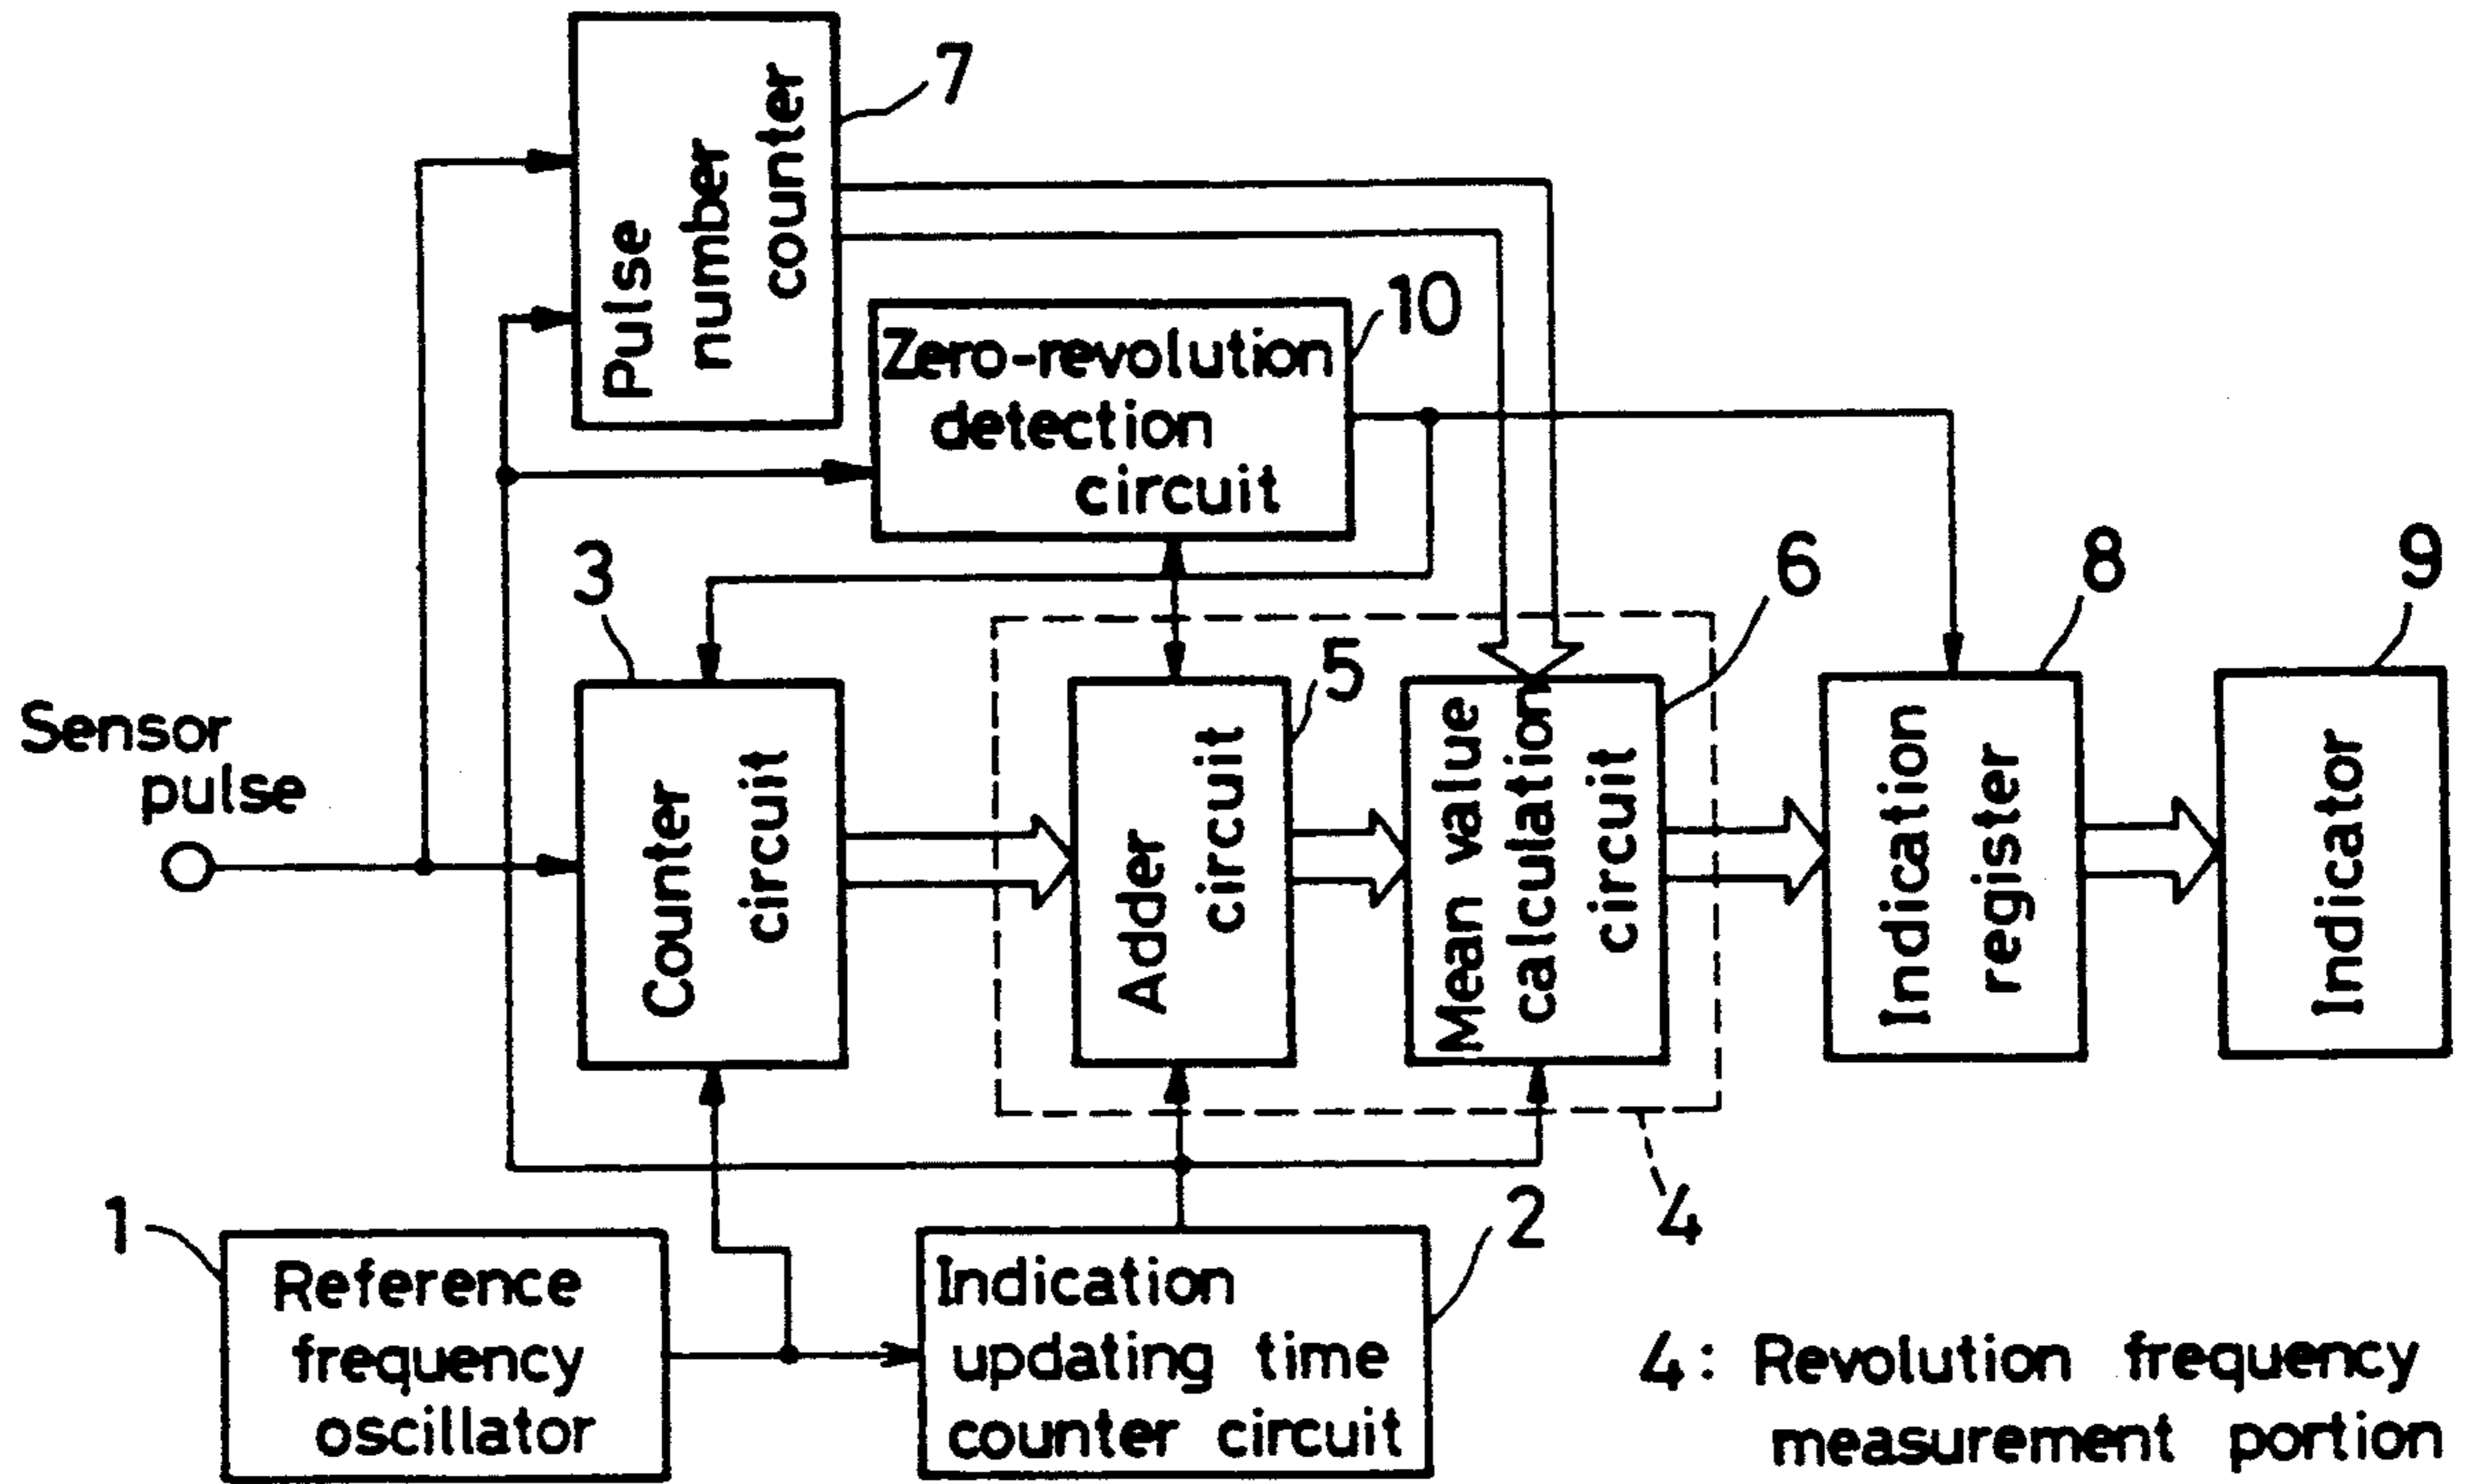 7
Pulse
number
counter
10
Zero-revolution
detection
circuit
3
5
6
8
9
Sensor
pulse
Counter
circuit
Adder
circuit
Mean value
calculation
circuit
Indication
register
Indicator
1
2
4
Reference
frequency
oscillator
Indication
updating time
counter circuit
4: Revolution frequency
measurement portion